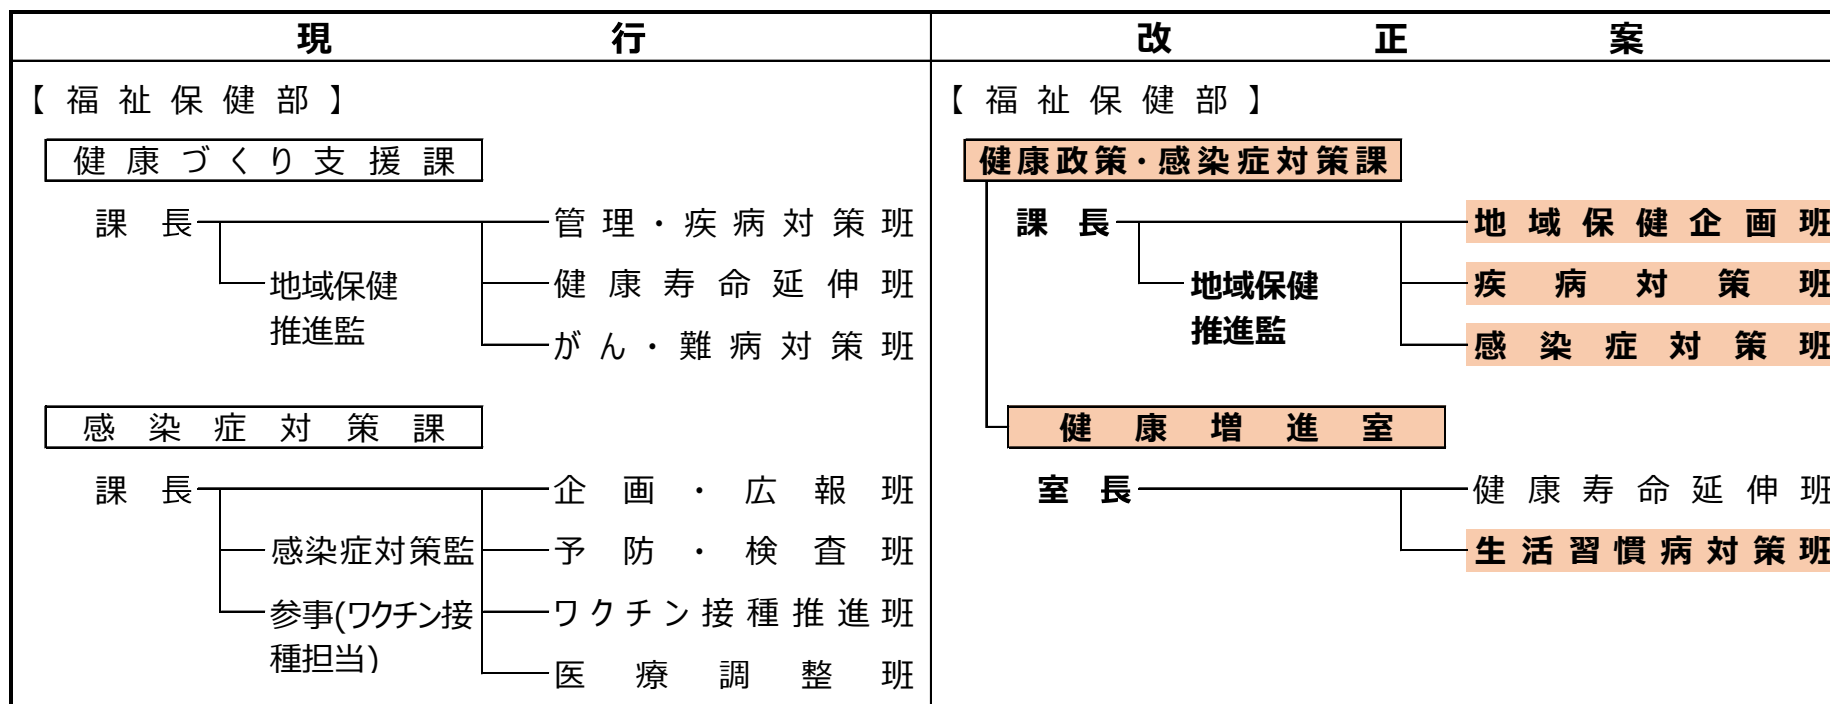 現行
【福祉保健部】
健康づくり支援課
課長
管理・疾病対策班
地域保健
推進監
健康寿命延伸班
がん・難病対策班
感染症対策課
課長
企画・広報班
感染症対策監
予防・検査班
参事(ワクチン接
種担当)
ワクチン接種推進班
医療調整班
改正案
【福祉保健部】
健康政策・感染症対策課
課長
地域保健企画班
地域保健
推進監
疾病対策班
感染症対策班
健康増進室
室長
健康寿命延伸班
生活習慣病対策班